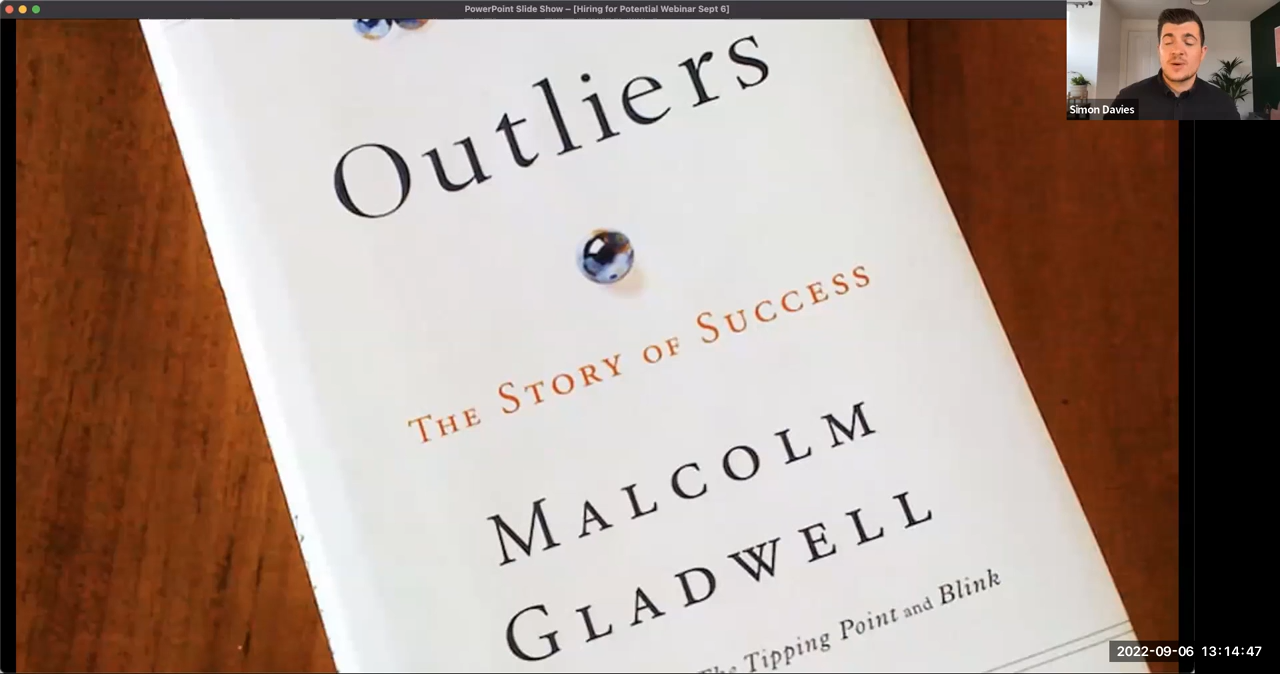 PowerPoint Slide Show – [Hiring for Potential Webinar Sept 6]
Simon Davies
Outliers
The Story of Success
Malcolm
Gladwell
The Tipping Point and Blink
2022-09-06 13:14:47